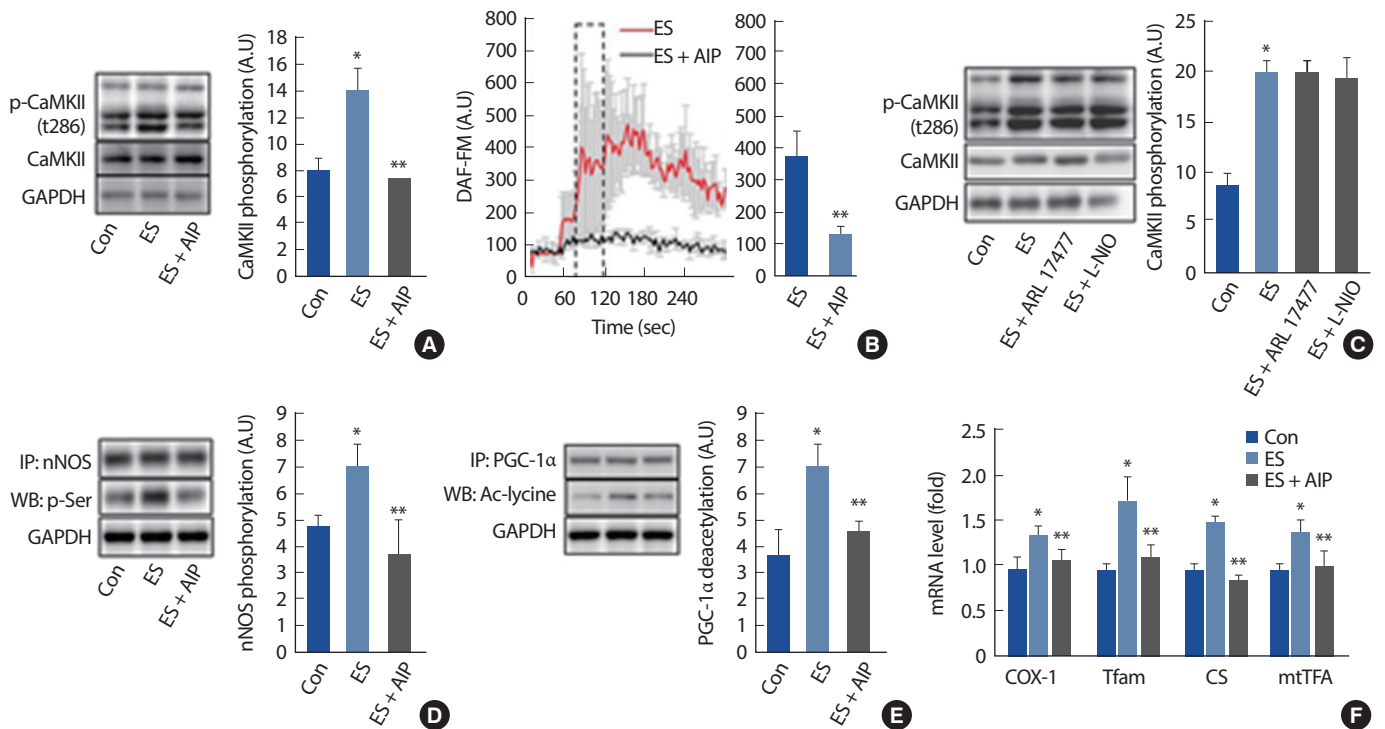 p-CaMKII
(t286)
CaMKII
GAPDH
Con
ES
ES + AIP
CaMKII phosphorylation (A.U)
18
16
14
12
10
8
6
4
2
0
*
**
Con
ES
ES + AIP
A
DAF-FM (A.U)
800
700
600
500
400
300
200
100
0
ES
ES + AIP
0
60
120
180
240
Time (sec)
800
700
600
500
400
300
200
100
0
**
ES
ES + AIP
B
p-CaMKII
(t286)
CaMKII
GAPDH
Con
ES
ES + ARL 17477
ES + L-NIO
CaMKII phosphorylation (A.U)
25
20
15
10
5
0
*
Con
ES
ES + ARL 17477
ES + L-NIO
C
IP: nNOS
WB: p-Ser
GAPDH
Con
ES
ES + AIP
nNOS phosphorylation (A.U)
9
8
7
6
5
4
3
2
1
0
*
**
Con
ES
ES + AIP
D
IP: PGC-1α
WB: Ac-lycine
GAPDH
PGC-1α deacetylation (A.U)
9
8
7
6
5
4
3
2
1
0
*
**
Con
ES
ES + AIP
E
mRNA level (fold)
2.5
2.0
1.5
1.0
0.5
0
Con
ES
ES + AIP
* ** * ** * ** * **
COX-1 Tfam CS mtTFA
F